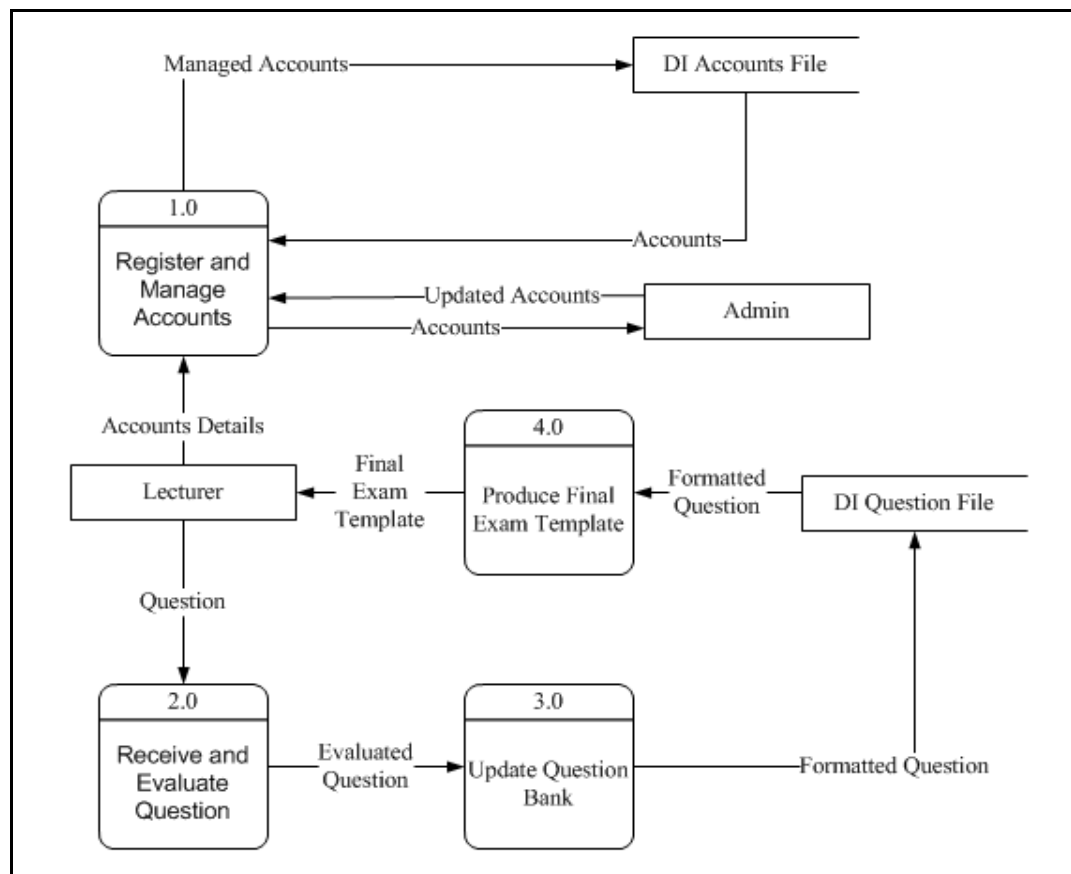 Managed Accounts
DI Accounts File
1.0
Register and
Manage
Accounts
Accounts
Updated Accounts
Accounts
Admin
Accounts Details
Lecturer
Final
Exam
Template
4.0
Produce Final
Exam Template
Formatted
Question
DI Question File
Question
2.0
Receive and
Evaluate
Question
Evaluated
Question
3.0
Update Question
Bank
Formatted Question